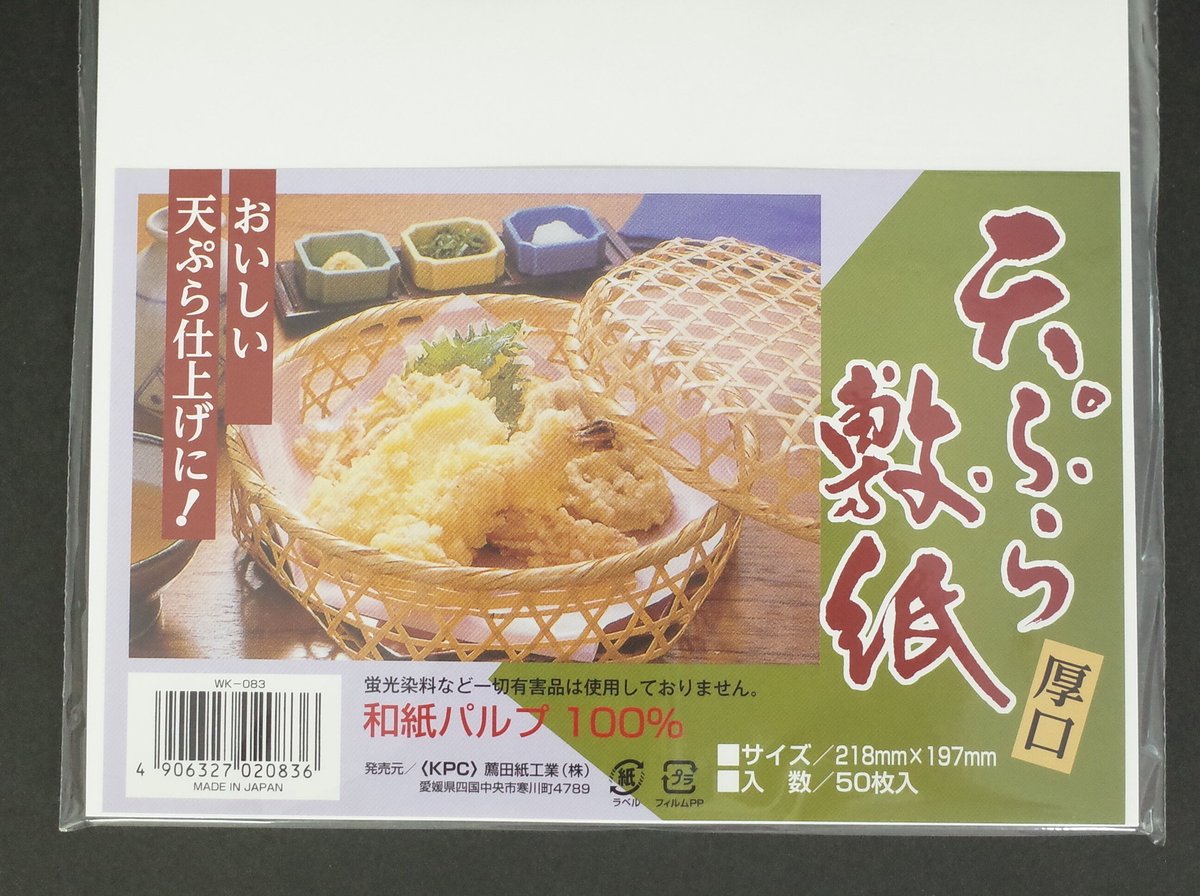 天ぷら
敷紙
厚口
おいしい
天ぷら仕上げに!
蛍光染料など一切有害品は使用しておりません。
和紙パルプ 100%
発売元/〈KPC〉薦田紙工業(株)
愛媛県四国中央市寒川町4789
紙
ラベル
プラ
フィルムPP
■サイズ/218mm×197mm
■入 数/50枚入
WK-083
4 906327 020836
MADE IN JAPAN